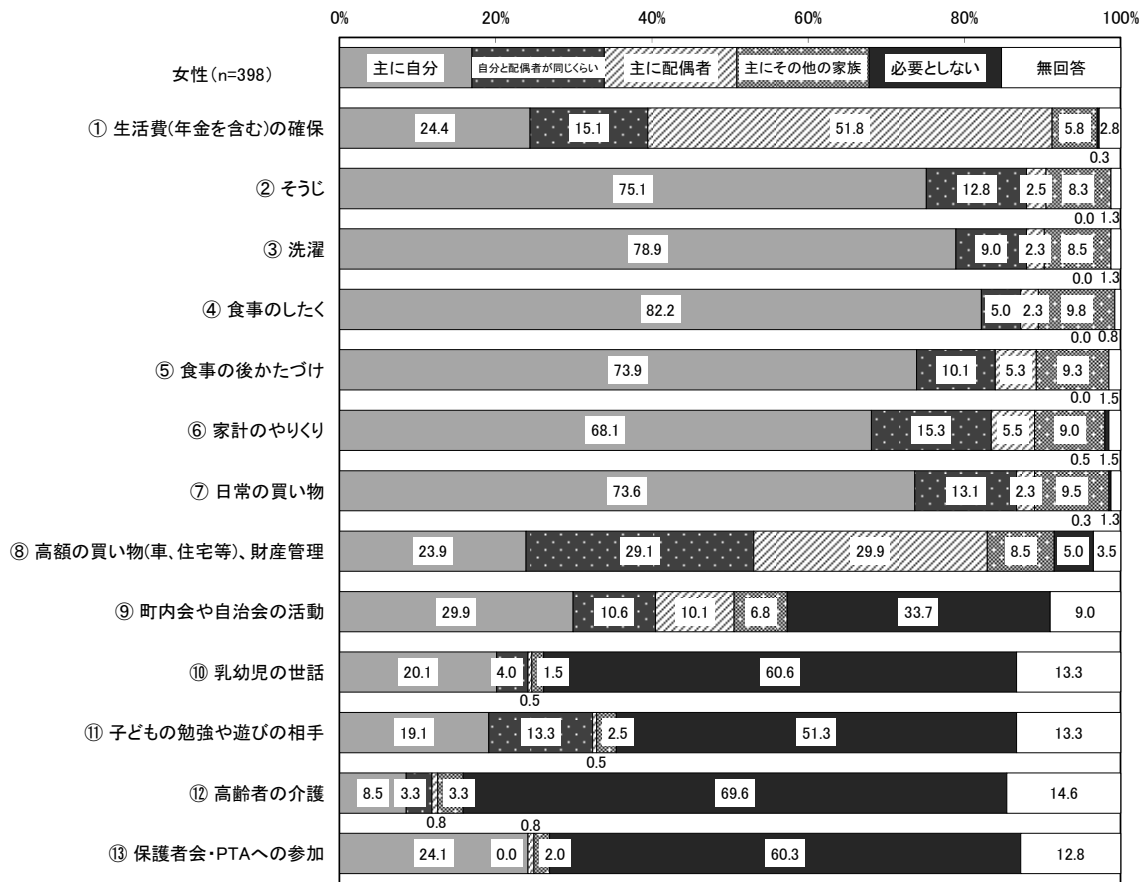 0% 20% 40% 60% 80% 100%
女性(n=398) 主に自分 自分と配偶者が同じくらい 主に配偶者 主にその他の家族 必要としない 無回答
① 生活費(年金を含む)の確保 24.4 15.1 51.8 5.8 2.8
0.3
② そうじ 75.1 12.8 2.5 8.3
0.0 1.3
③ 洗濯 78.9 9.0 2.3 8.5
0.0 1.3
④ 食事のしたく 82.2 5.0 2.3 9.8
0.0 0.8
⑤ 食事の後かたづけ 73.9 10.1 5.3 9.3
0.0 1.5
⑥ 家計のやりくり 68.1 15.3 5.5 9.0
0.5 1.5
⑦ 日常の買い物 73.6 13.1 2.3 9.5
0.3 1.3
⑧ 高額の買い物(車、住宅等)、財産管理 23.9 29.1 29.9 8.5 5.0 3.5
⑨ 町内会や自治会の活動 29.9 10.6 10.1 6.8 33.7 9.0
⑩ 乳幼児の世話 20.1 4.0 1.5 60.6 13.3
0.5
⑪ 子どもの勉強や遊びの相手 19.1 13.3 2.5 51.3 13.3
0.5
⑫ 高齢者の介護 8.5 3.3 3.3 69.6 14.6
0.8 0.8
⑬ 保護者会・PTAへの参加 24.1 0.0 2.0 60.3 12.8